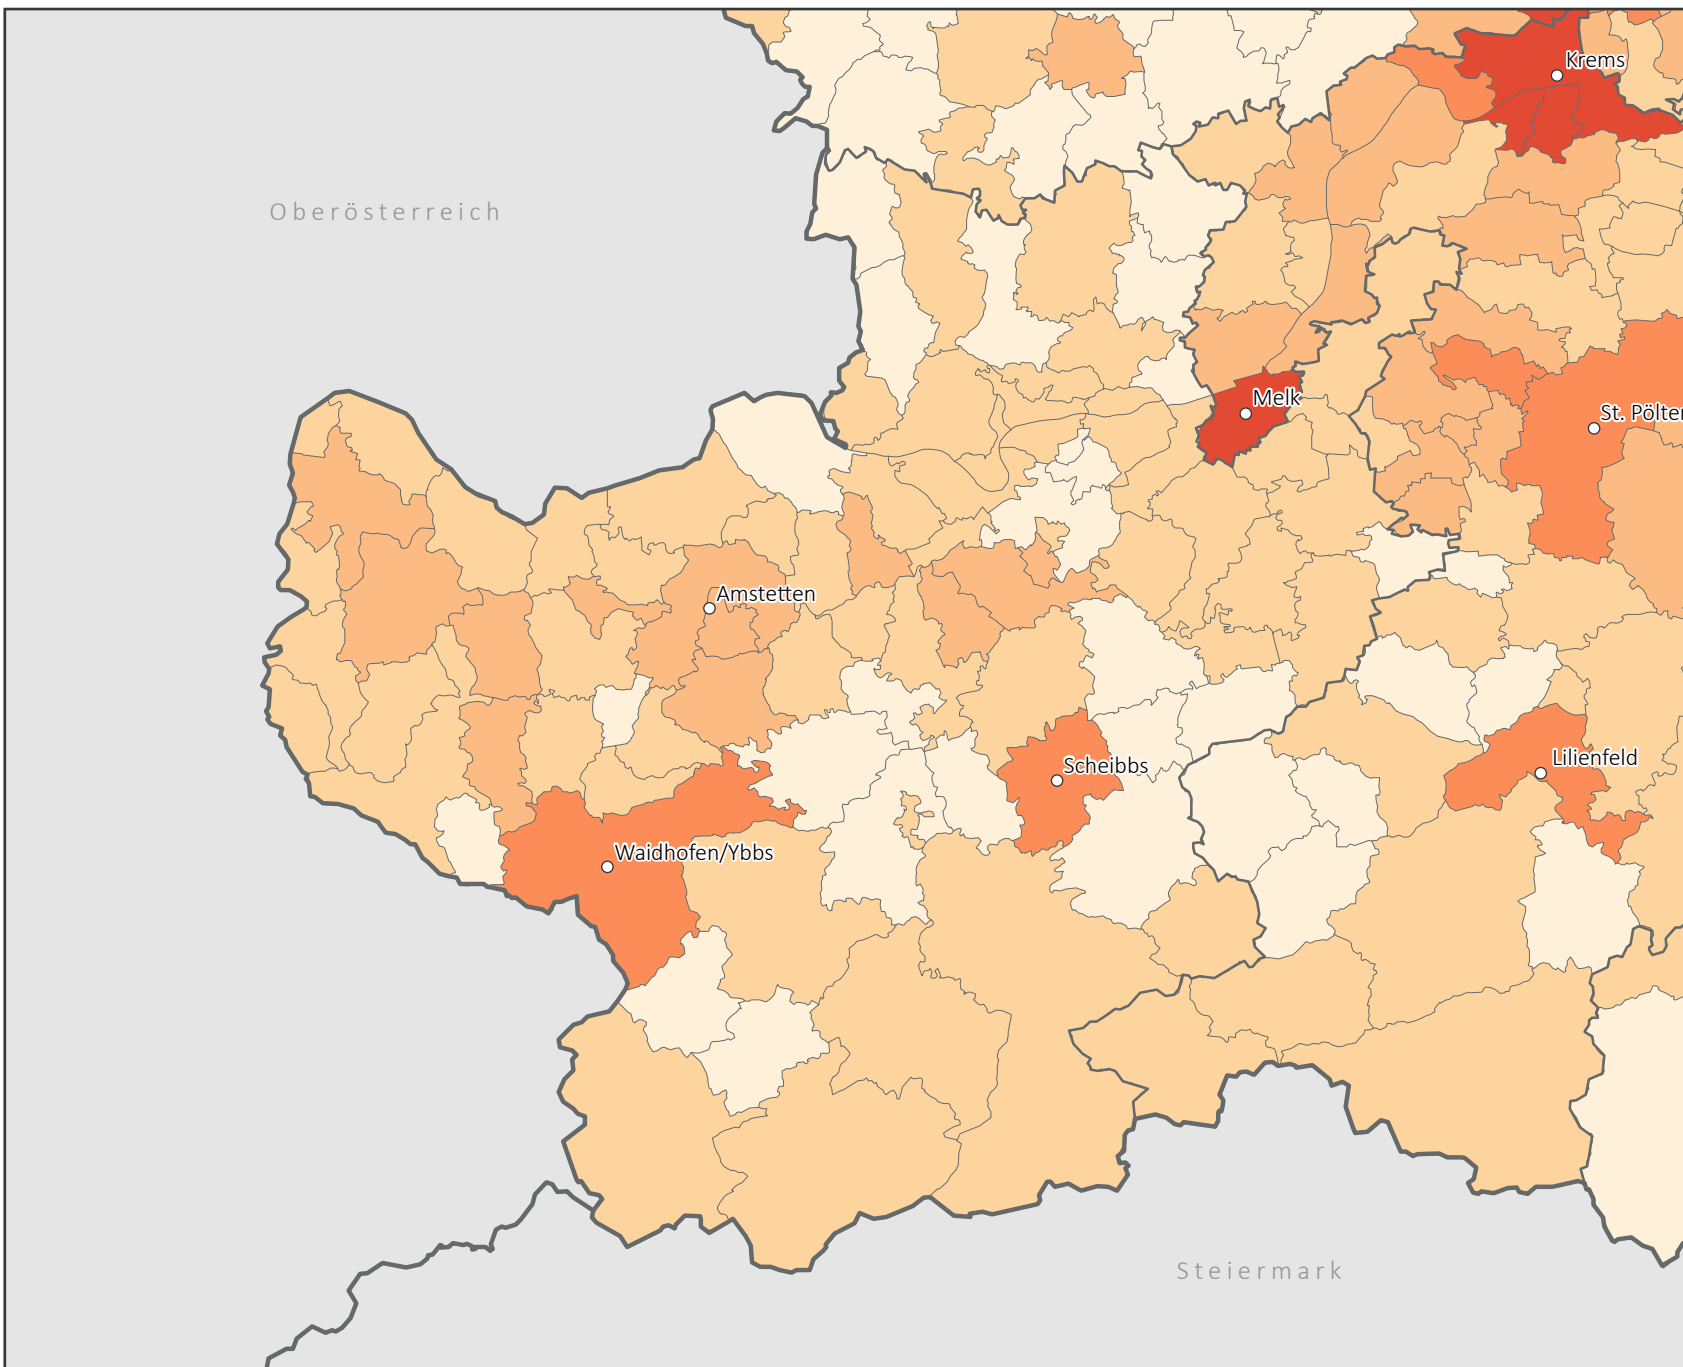 Krems
Oberösterreich
Melk
St. Pölten
Amstetten
Lilienfeld
Scheibbs
Waidhofen/Ybbs
Steiermark